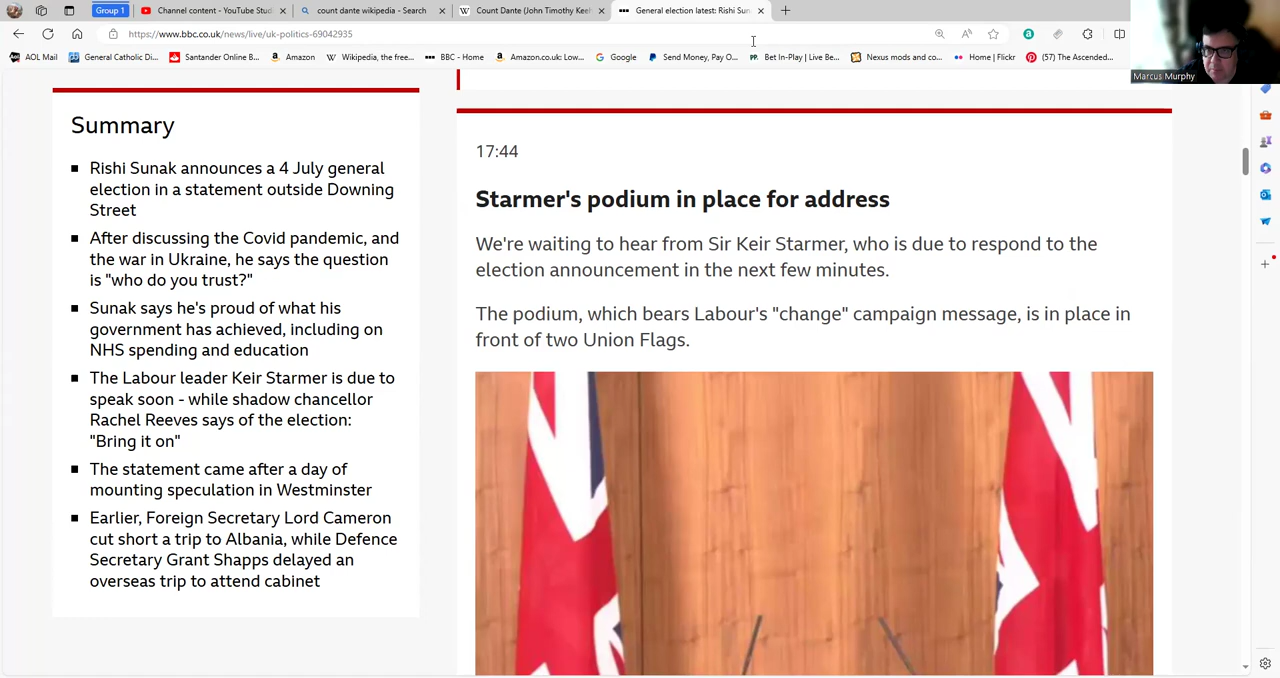 Group 1
Channel content - YouTube Stud
count dante wikipedia - Search
Count Dante (John Timothy Keeh
General election latest: Rishi Sun
https://www.bbc.co.uk/news/live/uk-politics-69042935
AOL Mail
General Catholic Di...
Santander Online B...
Amazon
Wikipedia, the free...
BBC - Home
Amazon.co.uk: Low...
Google
Send Money, Pay O...
Bet In-Play | Live Be...
Nexus mods and co...
Home | Flickr
(57) The Ascended...
Marcus Murphy
Summary
Rishi Sunak announces a 4 July general
election in a statement outside Downing
Street
After discussing the Covid pandemic, and
the war in Ukraine, he says the question
is "who do you trust?"
Sunak says he's proud of what his
government has achieved, including on
NHS spending and education
The Labour leader Keir Starmer is due to
speak soon - while shadow chancellor
Rachel Reeves says of the election:
"Bring it on"
The statement came after a day of
mounting speculation in Westminster
Earlier, Foreign Secretary Lord Cameron
cut short a trip to Albania, while Defence
Secretary Grant Shapps delayed an
overseas trip to attend cabinet
17:44
Starmer's podium in place for address
We're waiting to hear from Sir Keir Starmer, who is due to respond to the
election announcement in the next few minutes.
The podium, which bears Labour's "change" campaign message, is in place in
front of two Union Flags.